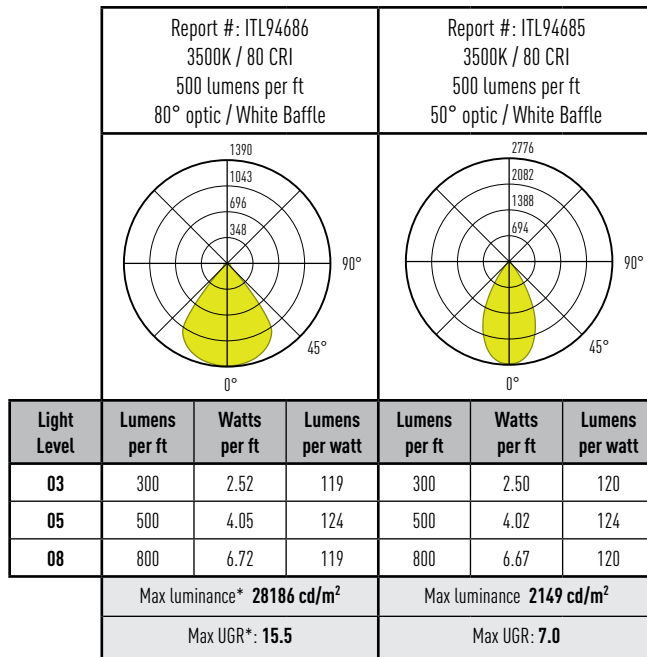 Report #: ITL94686
3500K / 80 CRI
500 lumens per ft
80° optic / White Baffle
Report #: ITL94685
3500K / 80 CRI
500 lumens per ft
50° optic / White Baffle
1390
1043
696
348
90°
45°
0°
2776
2082
1388
694
90°
45°
0°
Light Level
Lumens per ft
Watts per ft
Lumens per watt
Lumens per ft
Watts per ft
Lumens per watt
03 300 2.52 119 300 2.50 120
05 500 4.05 124 500 4.02 124
08 800 6.72 119 800 6.67 120
Max luminance* 28186 cd/m² Max luminance 2149 cd/m²
Max UGR*: 15.5 Max UGR: 7.0